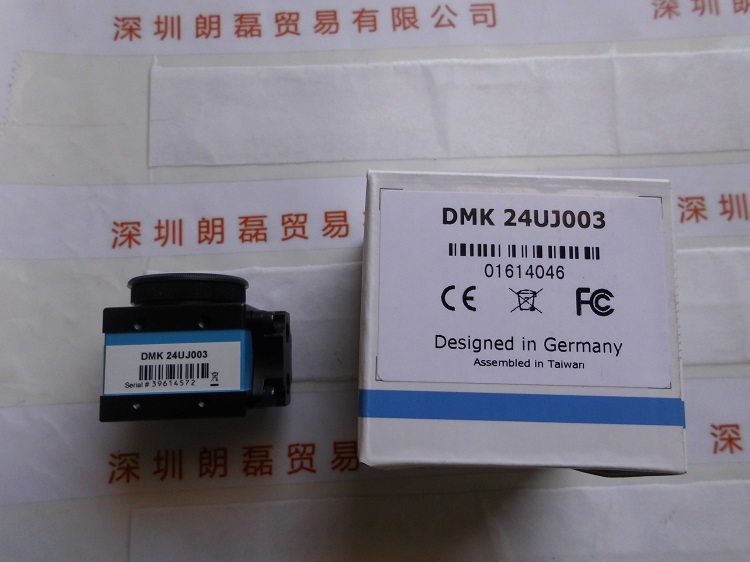 深圳朗磊贸易有限公司
深圳
深圳朗磊贸易
深圳
DMK 24UJ003
01614046
CE FC
Designed in Germany
Assembled in Taiwan
DMK 24UJ003
Serial # 39614572
深圳朗磊贸易
深